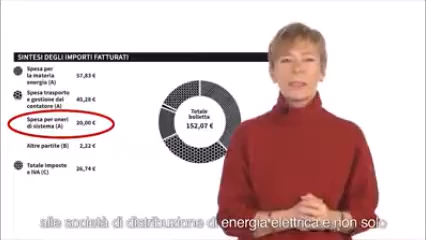 SINTESI DEGLI IMPORTI FATTURATI
Spesa per
la materia
energia (A)
57,83 €
Spesa trasporto
e gestione del
contatore (A)
45,28 €
Spesa per oneri
di sistema (A)
20,00 €
Altre partite (B)
2,22 €
Totale imposte
e IVA (C)
26,74 €
Totale
bolletta
152,07 €
alle società di distribuzione di energia elettrica e non solo